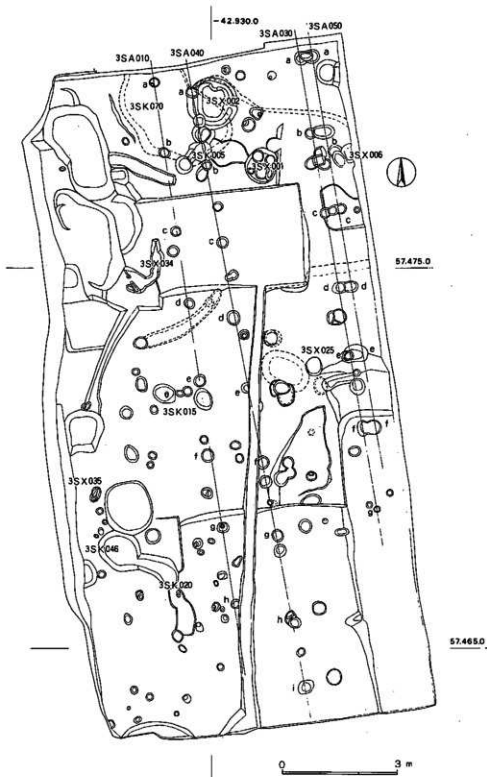 -42.930.0
3SA010
3SA040
3SA030
3SA050
a
a
a
a
3SK070
3SX002
b
b
3SK005
b
3SX001
3SX006
c
c
c
c
3SX034
57.475.0
d
d
d
d
3SX025
e
e
e
e
3SK015
f
f
f
3SX035
g
g
g
3SX046
3SK020
h
h
57.465.0
i
0
3 m